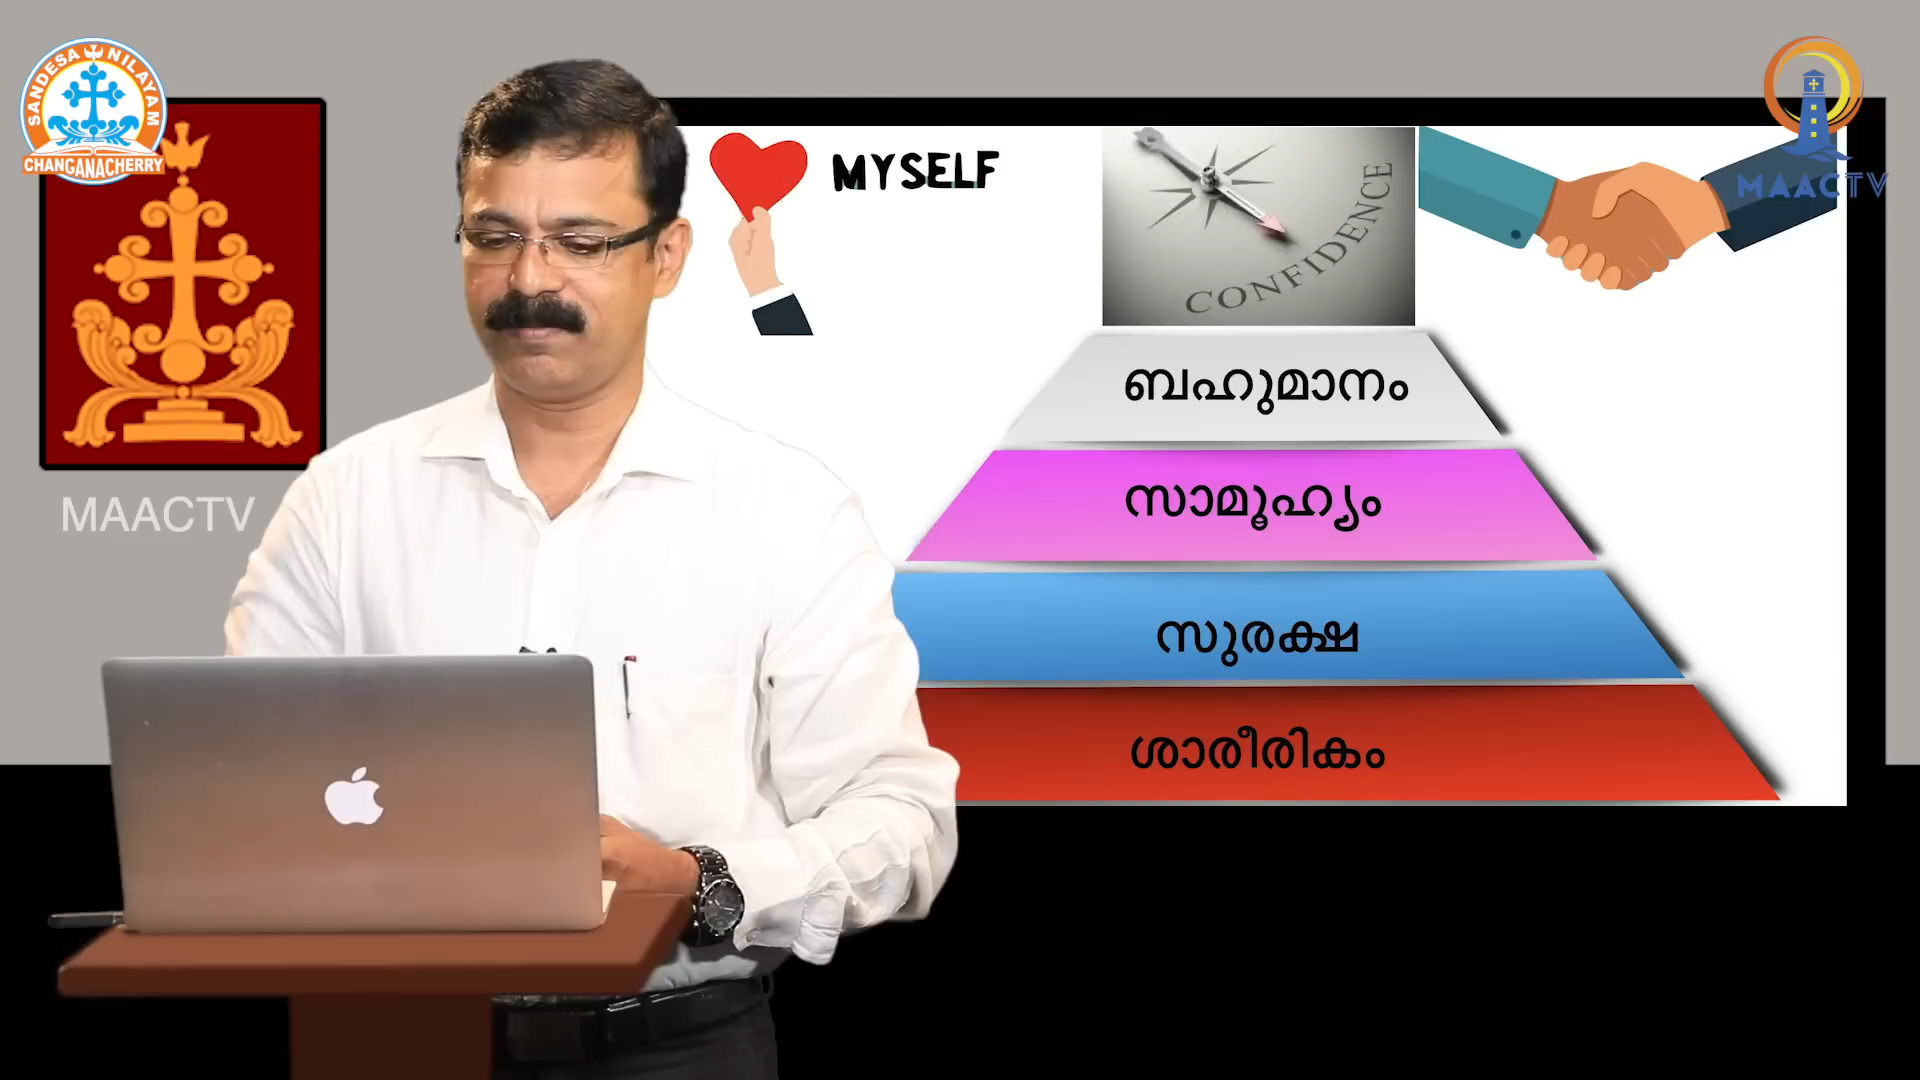 SANDESA NILAYAM
CHANGANACHERRY
MAACTV
MYSELF
CONFIDENCE
MAACTV
ബഹുമാനം
സാമൂഹ്യം
സുരക്ഷ
ശാരീരികം